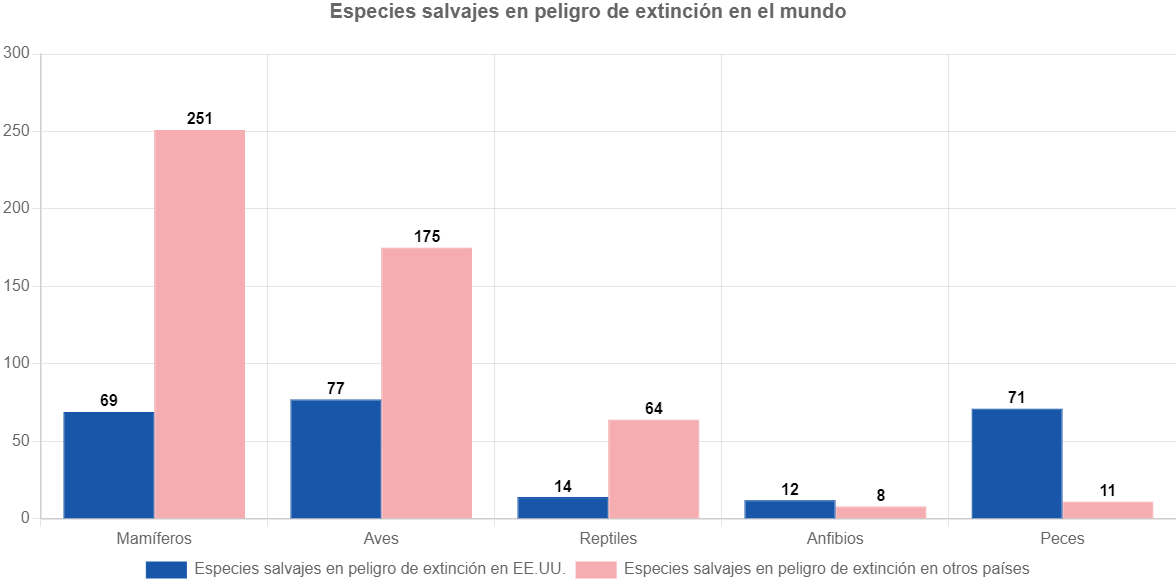 Especies salvajes en peligro de extinción en el mundo
300
250
200
150
100
50
0
69
251
77
175
14
64
12
8
71
11
Mamíferos
Aves
Reptiles
Anfibios
Peces
Especies salvajes en peligro de extinción en EE.UU.
Especies salvajes en peligro de extinción en otros países